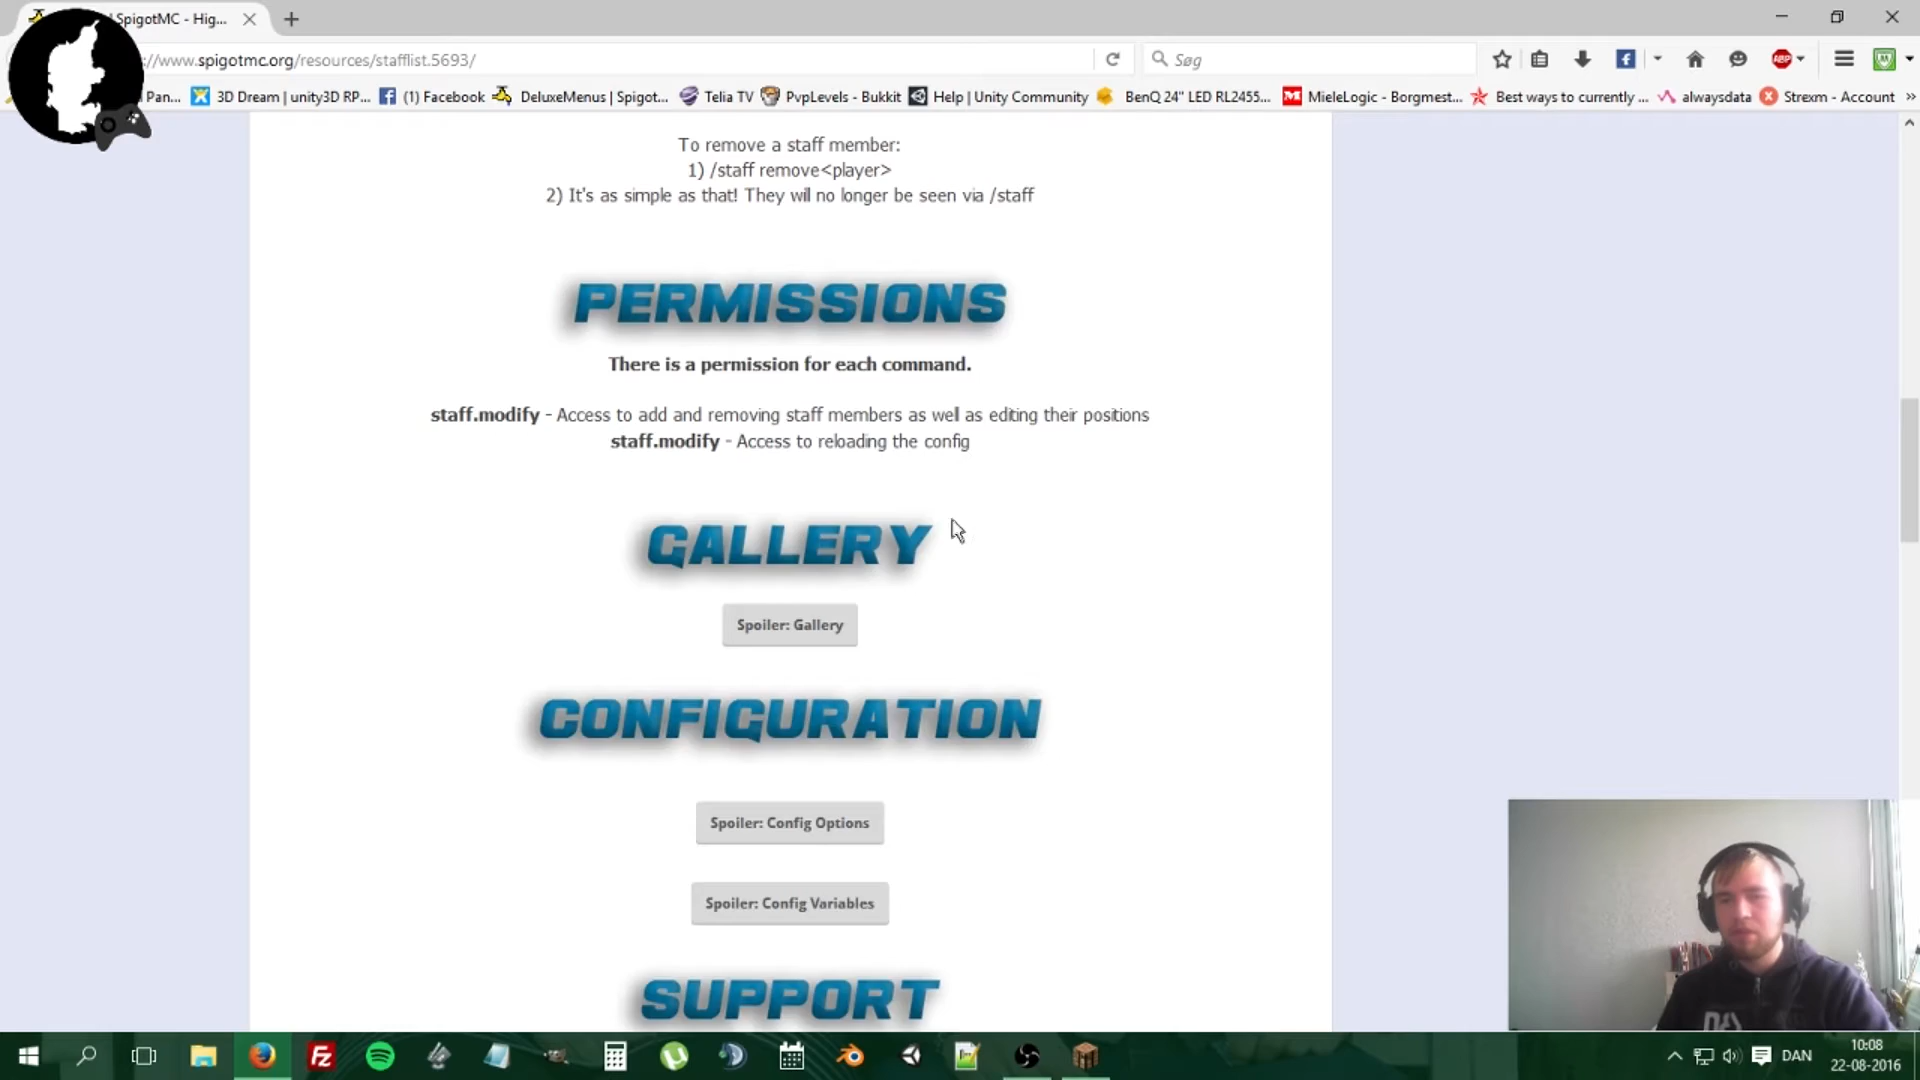 SpigotMC - Hig...
://www.spigotmc.org/resources/stafflist.5693/
Søg
Pan...
3D Dream | unity3D RP...
(1) Facebook
DeluxeMenus | Spigot...
Telia TV
PvpLevels - Bukkit
Help | Unity Community
BenQ 24" LED RL2455...
MieleLogic - Borgmest...
Best ways to currently ...
alwaysdata
Strexm - Account
To remove a staff member:
1) /staff remove<player>
2) It's as simple as that! They will no longer be seen via /staff
PERMISSIONS
There is a permission for each command.
staff.modify - Access to add and removing staff members as well as editing their positions
staff.modify - Access to reloading the config
GALLERY
Spoiler: Gallery
CONFIGURATION
Spoiler: Config Options
Spoiler: Config Variables
SUPPORT
DAN
10:08
22-08-2016